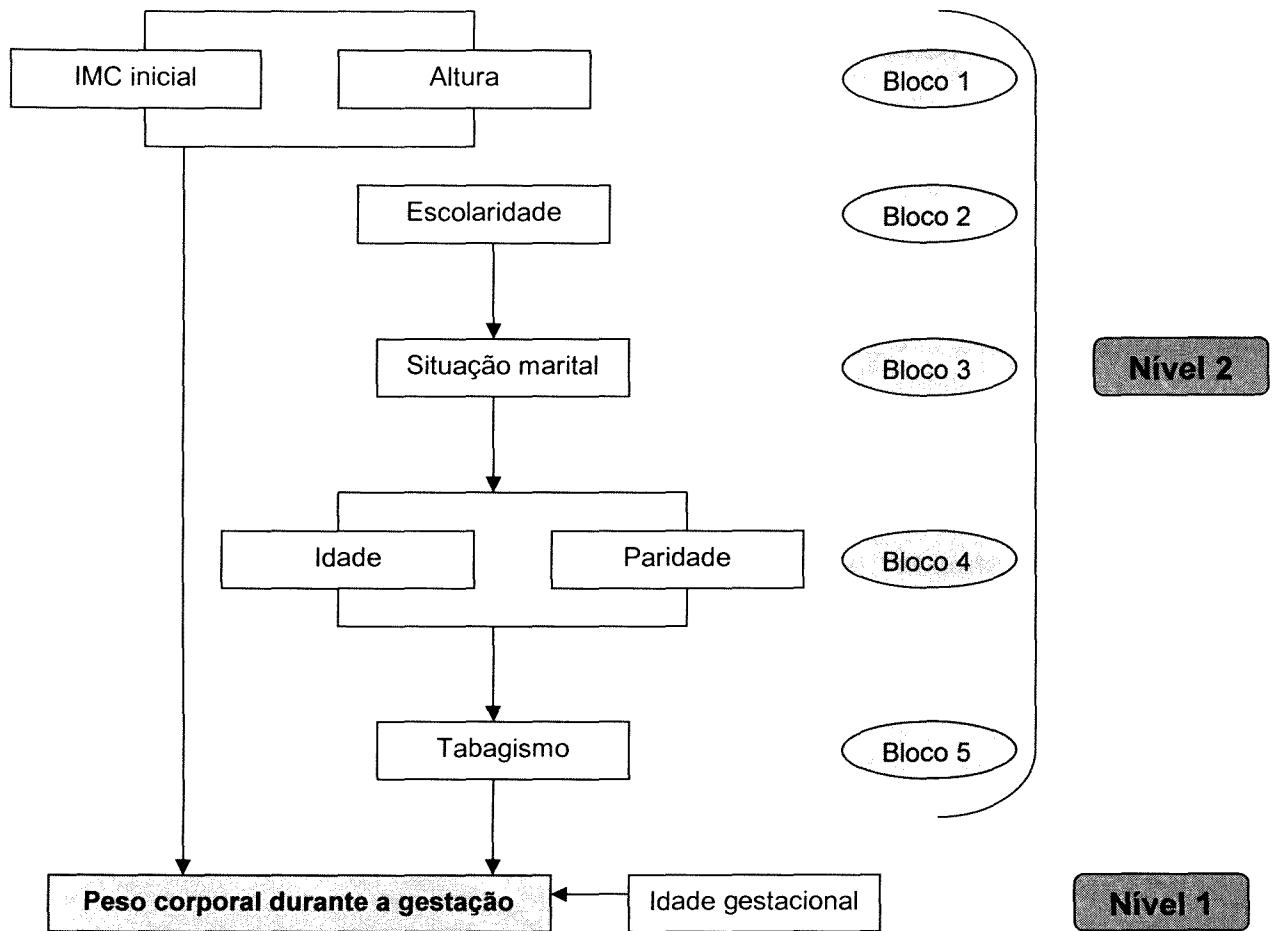 IMC inicial
Altura
Bloco 1
Escolaridade
Bloco 2
Situação marital
Bloco 3
Nível 2
Idade
Paridade
Bloco 4
Tabagismo
Bloco 5
Peso corporal durante a gestação
Idade gestacional
Nível 1